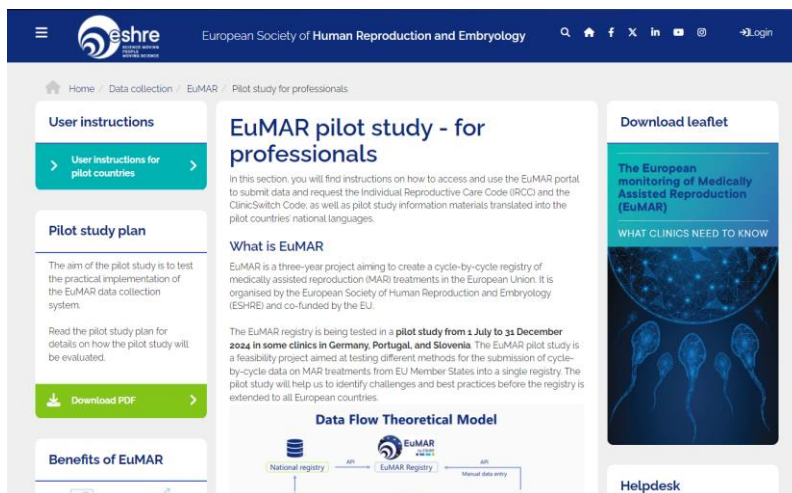 eshre
SCIENCE MOVING
PEOPLE
MOVING SCIENCE
European Society of Human Reproduction and Embryology
Login
Home / Data collection / EuMAR / Pilot study for professionals
User instructions
User instructions for
pilot countries
Pilot study plan
The aim of the pilot study is to test
the practical implementation of
the EuMAR data collection
system.
Read the pilot study plan for
details on how the pilot study will
be evaluated.
Download PDF
Benefits of EuMAR
EuMAR pilot study - for
professionals
In this section, you will find instructions on how to access and use the EuMAR portal
to submit data and request the Individual Reproductive Care Code (IRCC) and the
ClinicSwitch Code, as well as pilot study information materials translated into the
pilot countries' national languages.
What is EuMAR
EuMAR is a three-year project aiming to create a cycle-by-cycle registry of
medically assisted reproduction (MAR) treatments in the European Union. It is
organised by the European Society of Human Reproduction and Embryology
(ESHRE) and co-funded by the EU.
The EuMAR registry is being tested in a pilot study from 1 July to 31 December
2024 in some clinics in Germany, Portugal, and Slovenia. The EuMAR pilot study is
a feasibility project aimed at testing different methods for the submission of cycle-
by-cycle data on MAR treatments from EU Member States into a single registry. The
pilot study will help us to identify challenges and best practices before the registry is
extended to all European countries.
Data Flow Theoretical Model
EuMAR
National registry
API
EuMAR Registry
API
Manual data entry
Download leaflet
The European
monitoring of Medically
Assisted Reproduction
(EuMAR)
WHAT CLINICS NEED TO KNOW
Helpdesk